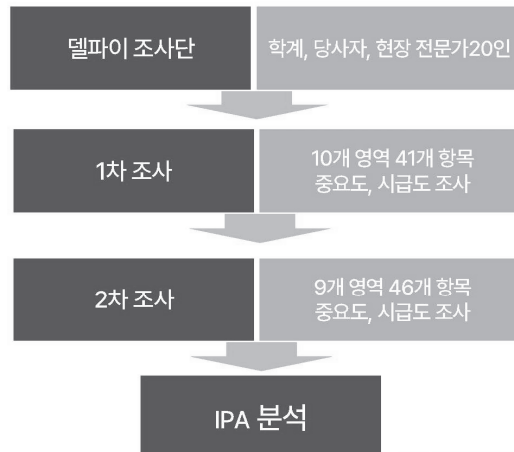 델파이 조사단
학계, 당사자, 현장 전문가20인
1차 조사
10개 영역 41개 항목
중요도, 시급도 조사
2차 조사
9개 영역 46개 항목
중요도, 시급도 조사
IPA 분석